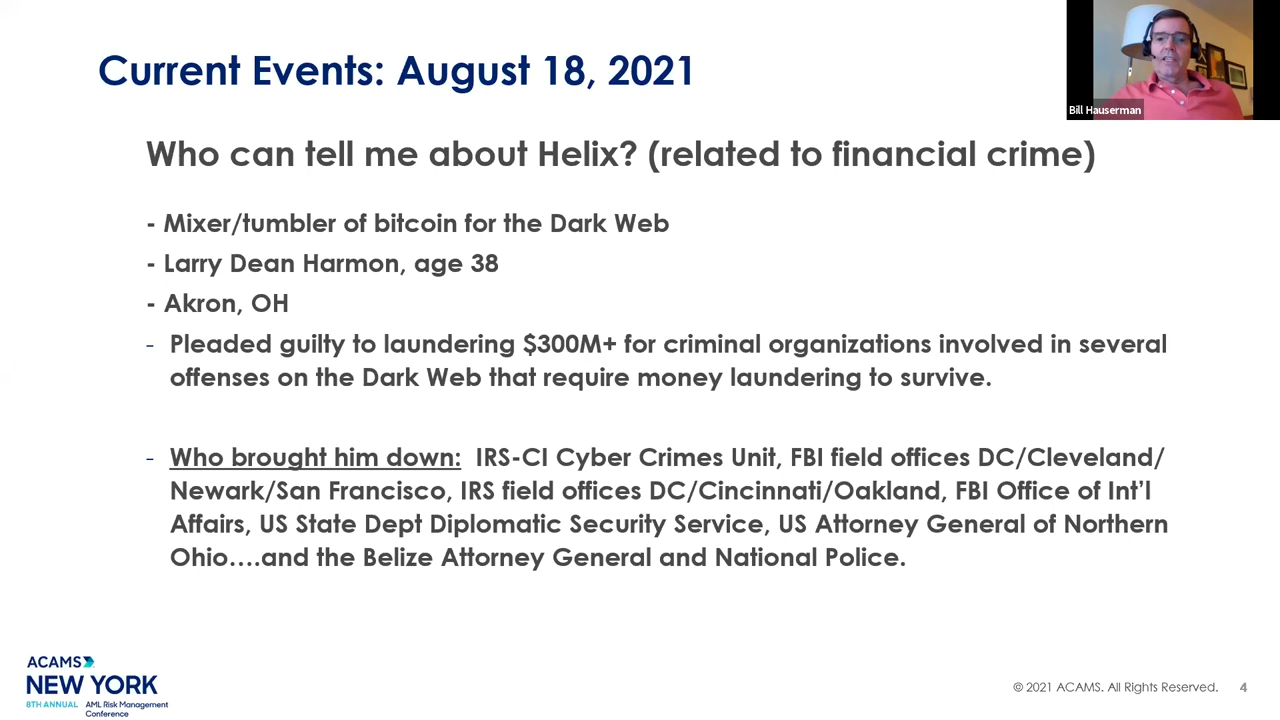 Current Events: August 18, 2021
Bill Hauserman
Who can tell me about Helix? (related to financial crime)
- Mixer/tumbler of bitcoin for the Dark Web
- Larry Dean Harmon, age 38
- Akron, OH
- Pleaded guilty to laundering $300M+ for criminal organizations involved in several
offenses on the Dark Web that require money laundering to survive.
- Who brought him down: IRS-CI Cyber Crimes Unit, FBI field offices DC/Cleveland/
Newark/San Francisco, IRS field offices DC/Cincinnati/Oakland, FBI Office of Int’l
Affairs, US State Dept Diplomatic Security Service, US Attorney General of Northern
Ohio….and the Belize Attorney General and National Police.
ACAMS
NEW YORK
8TH ANNUAL AML Risk Management
Conference
© 2021 ACAMS. All Rights Reserved. 4